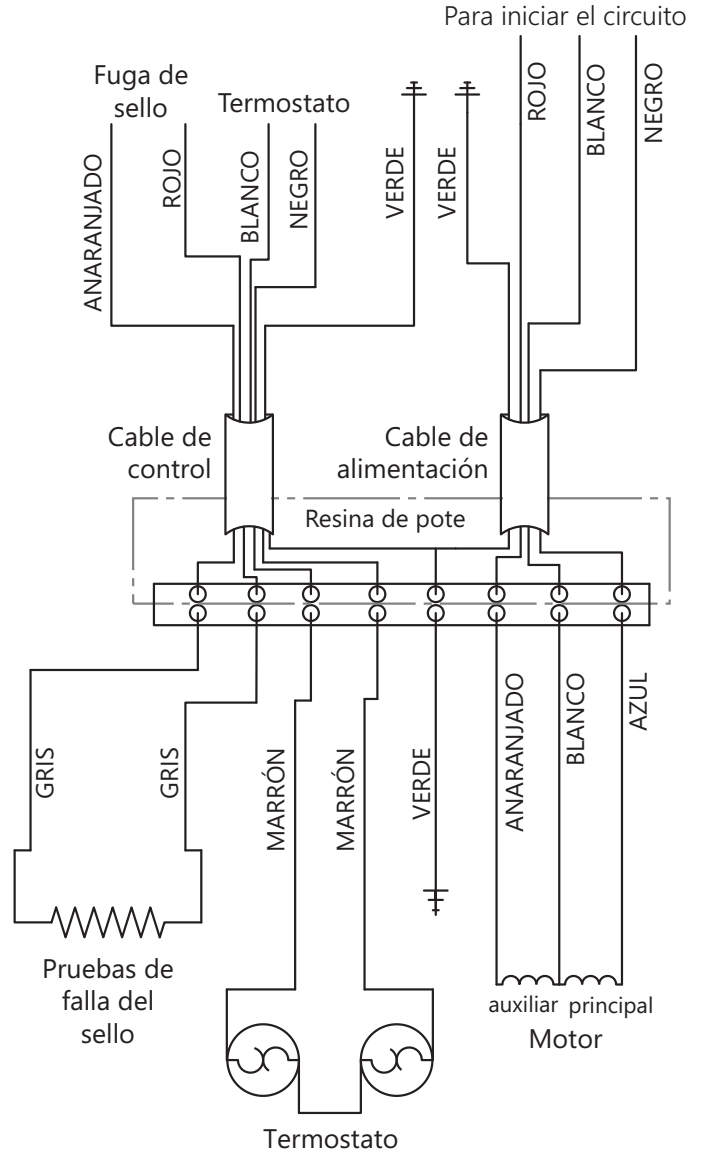 Para iniciar el circuito
Fuga de
sello
Termostato
ANARANJADO
ROJO
BLANCO
NEGRO
VERDE
VERDE
ROJO
BLANCO
NEGRO
Cable de
control
Cable de
alimentación
Resina de pote
GRIS
GRIS
MARRÓN
MARRÓN
VERDE
ANARANJADO
BLANCO
AZUL
Pruebas de
falla del
sello
auxiliar principal
Motor
Termostato